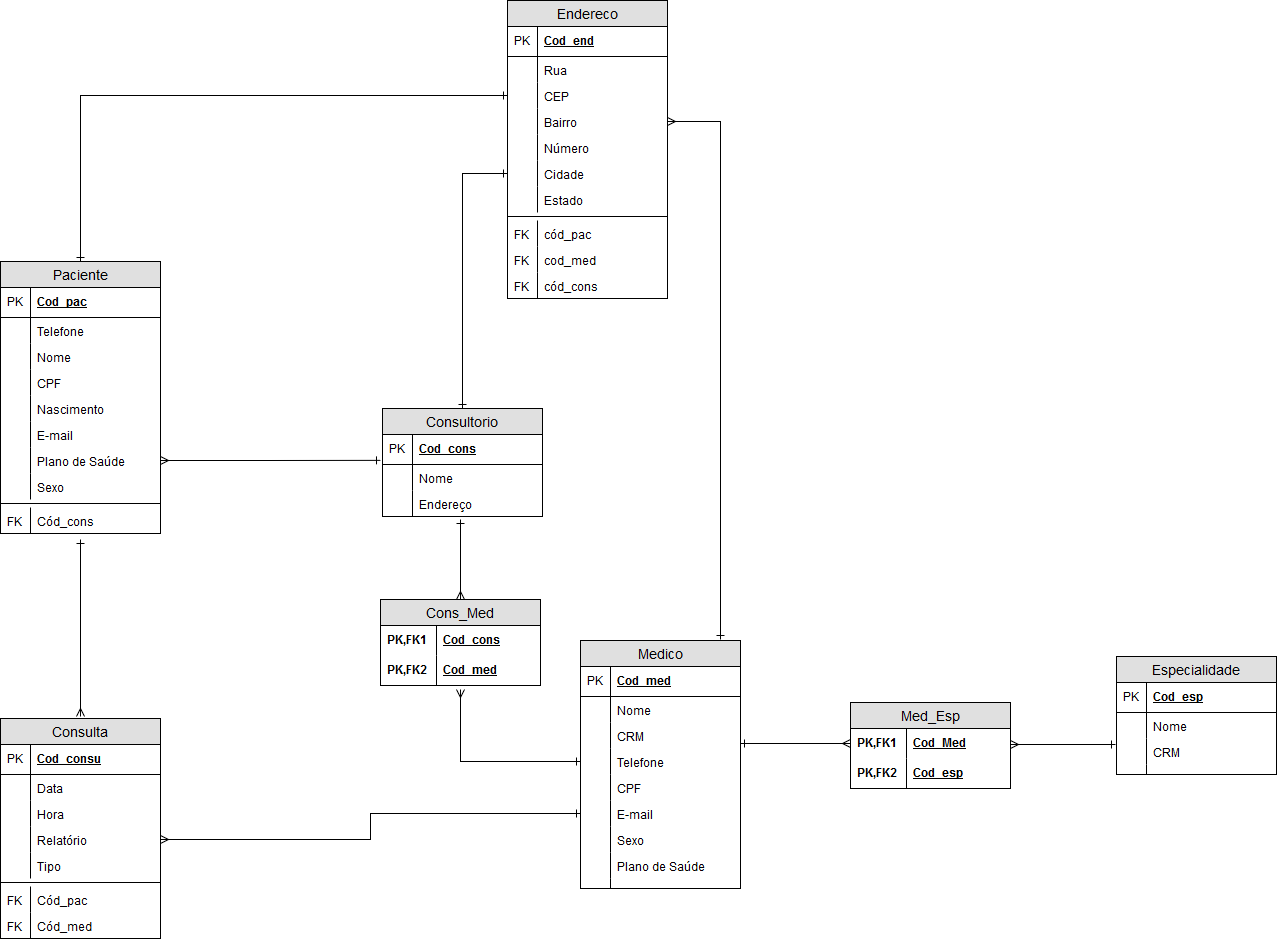 Endereco
PK Cod_end
Rua
CEP
Bairro
Número
Cidade
Estado
FK cód_pac
FK cod_med
FK cód_cons
Paciente
PK Cod_pac
Telefone
Nome
CPF
Nascimento
E-mail
Plano de Saúde
Sexo
FK Cód_cons
Consultorio
PK Cod_cons
Nome
Endereço
Cons_Med
PK,FK1 Cod_cons
PK,FK2 Cod_med
Medico
PK Cod_med
Nome
CRM
Telefone
CPF
E-mail
Sexo
Plano de Saúde
Med_Esp
PK,FK1 Cod_Med
PK,FK2 Cod_esp
Especialidade
PK Cod_esp
Nome
CRM
Consulta
PK Cod_consu
Data
Hora
Relatório
Tipo
FK Cód_pac
FK Cód_med